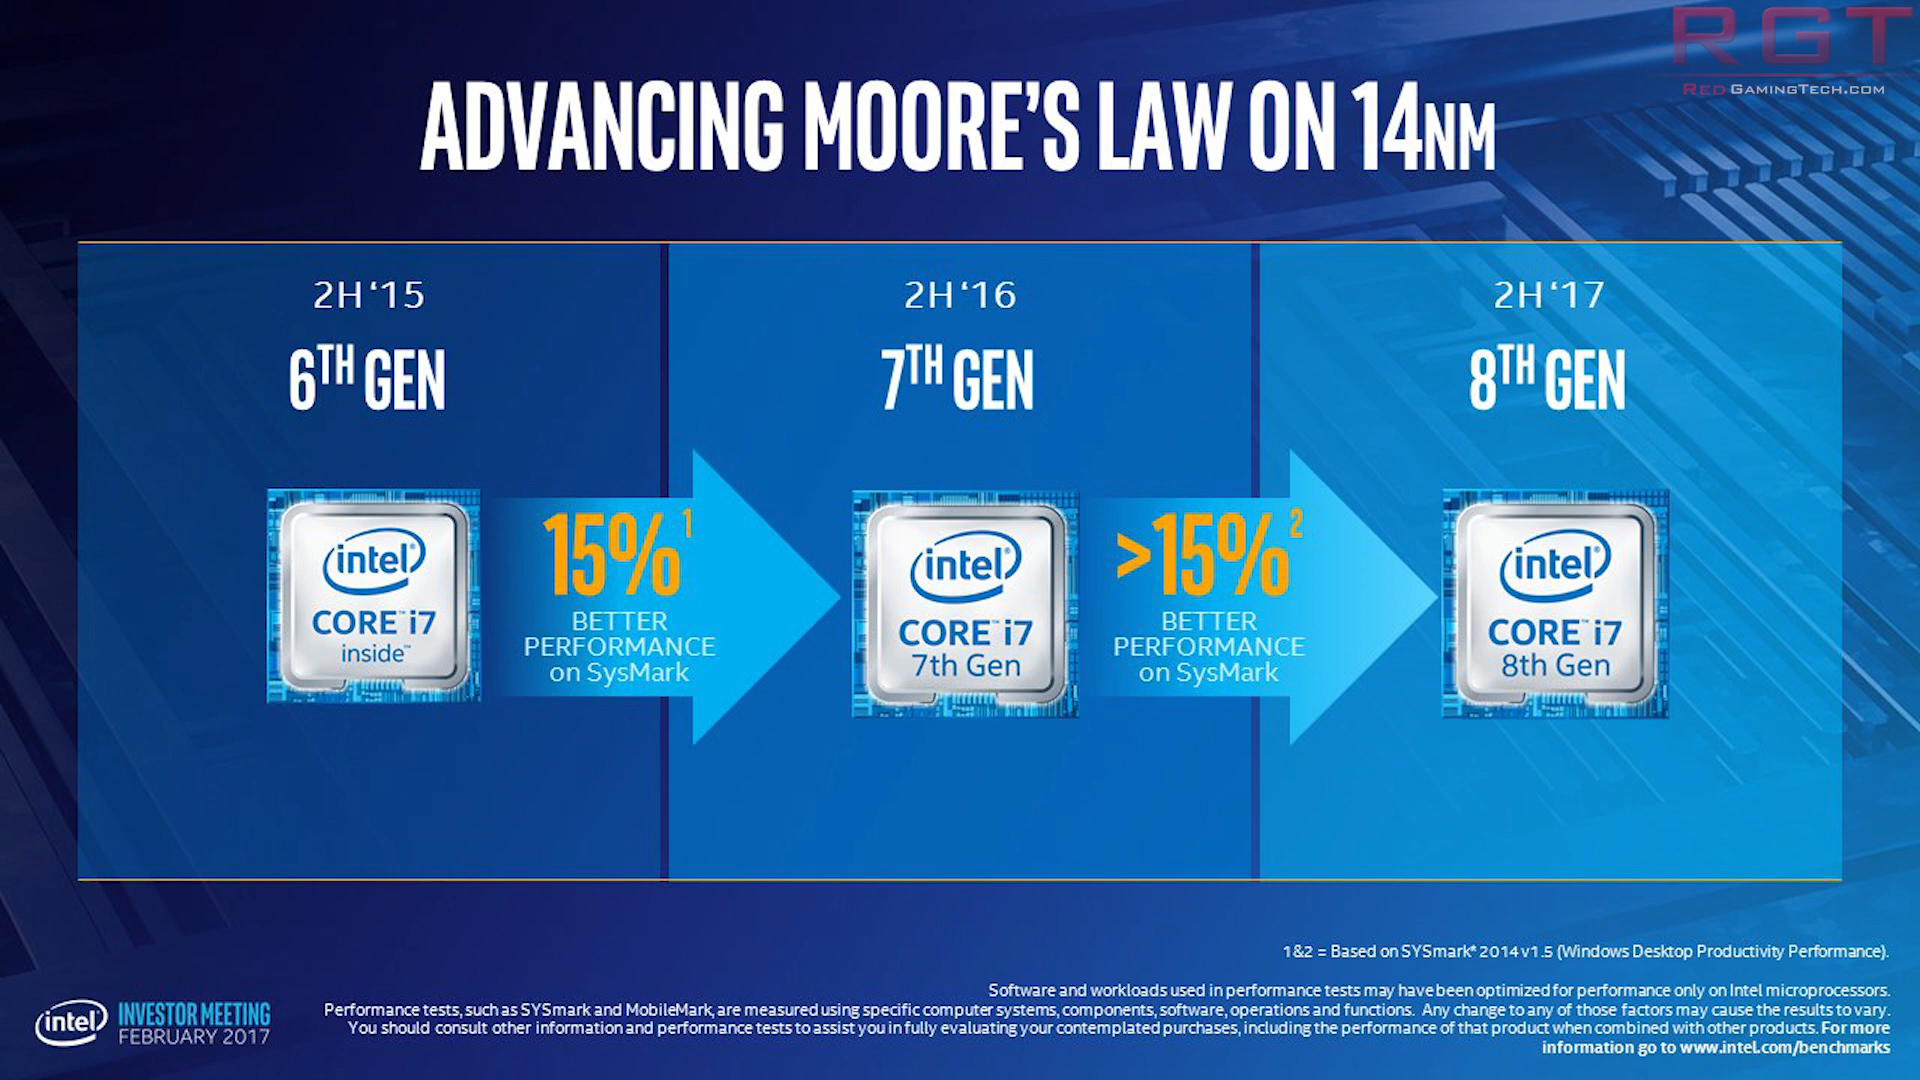 RGT
REDGAMINGTECH.COM
ADVANCING MOORE'S LAW ON 14NM
2H ‘15
6TH GEN
2H ‘16
7TH GEN
2H ‘17
8TH GEN
intel®
CORE™ i7
inside™
15%1
BETTER
PERFORMANCE
on SysMark
intel®
CORE™ i7
7th Gen
>15%2
BETTER
PERFORMANCE
on SysMark
intel®
CORE™ i7
8th Gen
1&2 = Based on SYSmark* 2014 v1.5 (Windows Desktop Productivity Performance).
Software and workloads used in performance tests may have been optimized for performance only on Intel microprocessors.
Performance tests, such as SYSmark and MobileMark, are measured using specific computer systems, components, software, operations and functions. Any change to any of those factors may cause the results to vary.
You should consult other information and performance tests to assist you in fully evaluating your contemplated purchases, including the performance of that product when combined with other products. For more
information go to www.intel.com/benchmarks
intel®
INVESTOR MEETING
FEBRUARY 2017